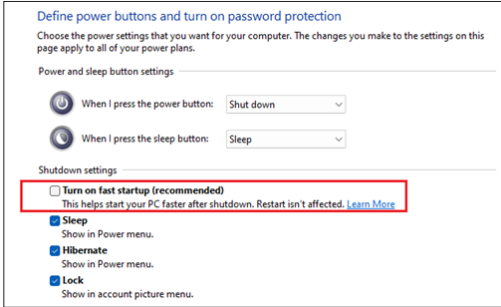 Define power buttons and turn on password protection
Choose the power settings that you want for your computer. The changes you make to the settings on this
page apply to all of your power plans.
Power and sleep button settings
When I press the power button: Shut down
When I press the sleep button: Sleep
Shutdown settings
Turn on fast startup (recommended)
This helps start your PC faster after shutdown. Restart isn't affected. Learn More
Sleep
Show in Power menu.
Hibernate
Show in Power menu.
Lock
Show in account picture menu.